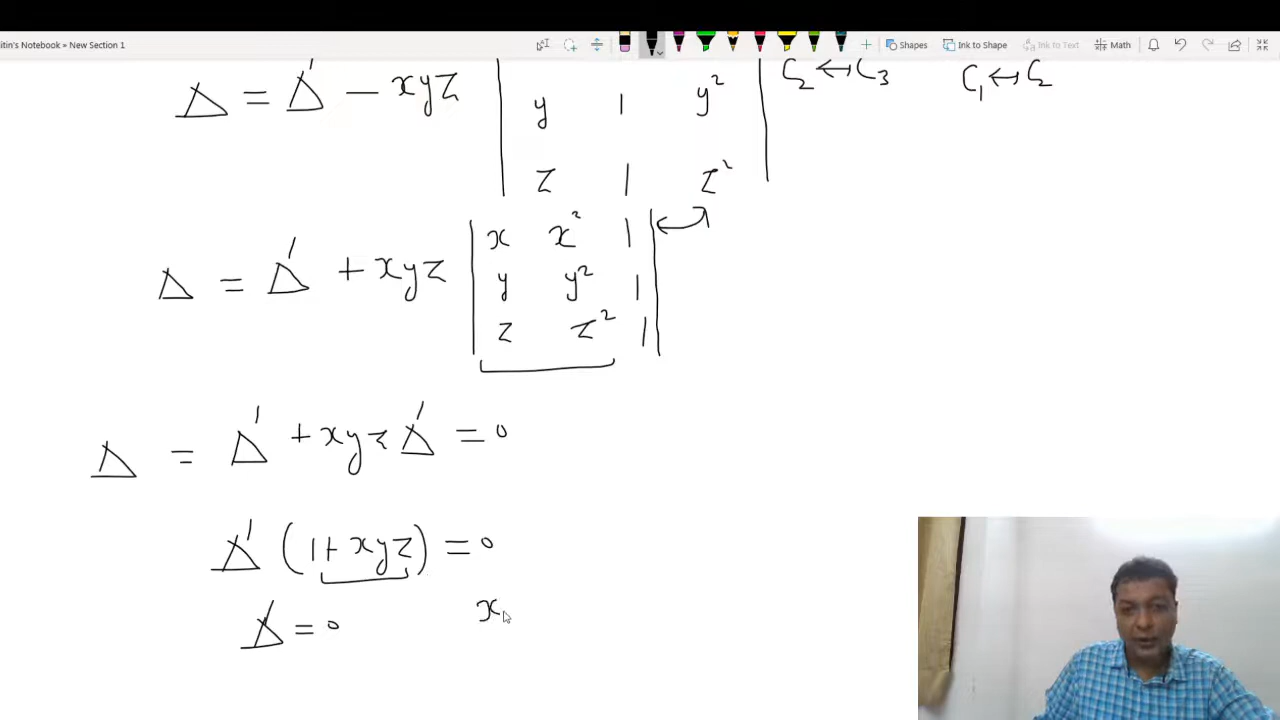 itin's Notebook » New Section 1
Shapes Ink to Shape Ink to Text Math
Δ = Δ' − xyz | C₂ ↔ C₃ C₁ ↔ C₂
y 1 y²
z 1 z²
x x² 1
Δ = Δ' + xyz y y² 1
z z² 1
Δ = Δ' + xyz Δ' = 0
Δ' (1 + xyz) = 0
Δ' = 0 x